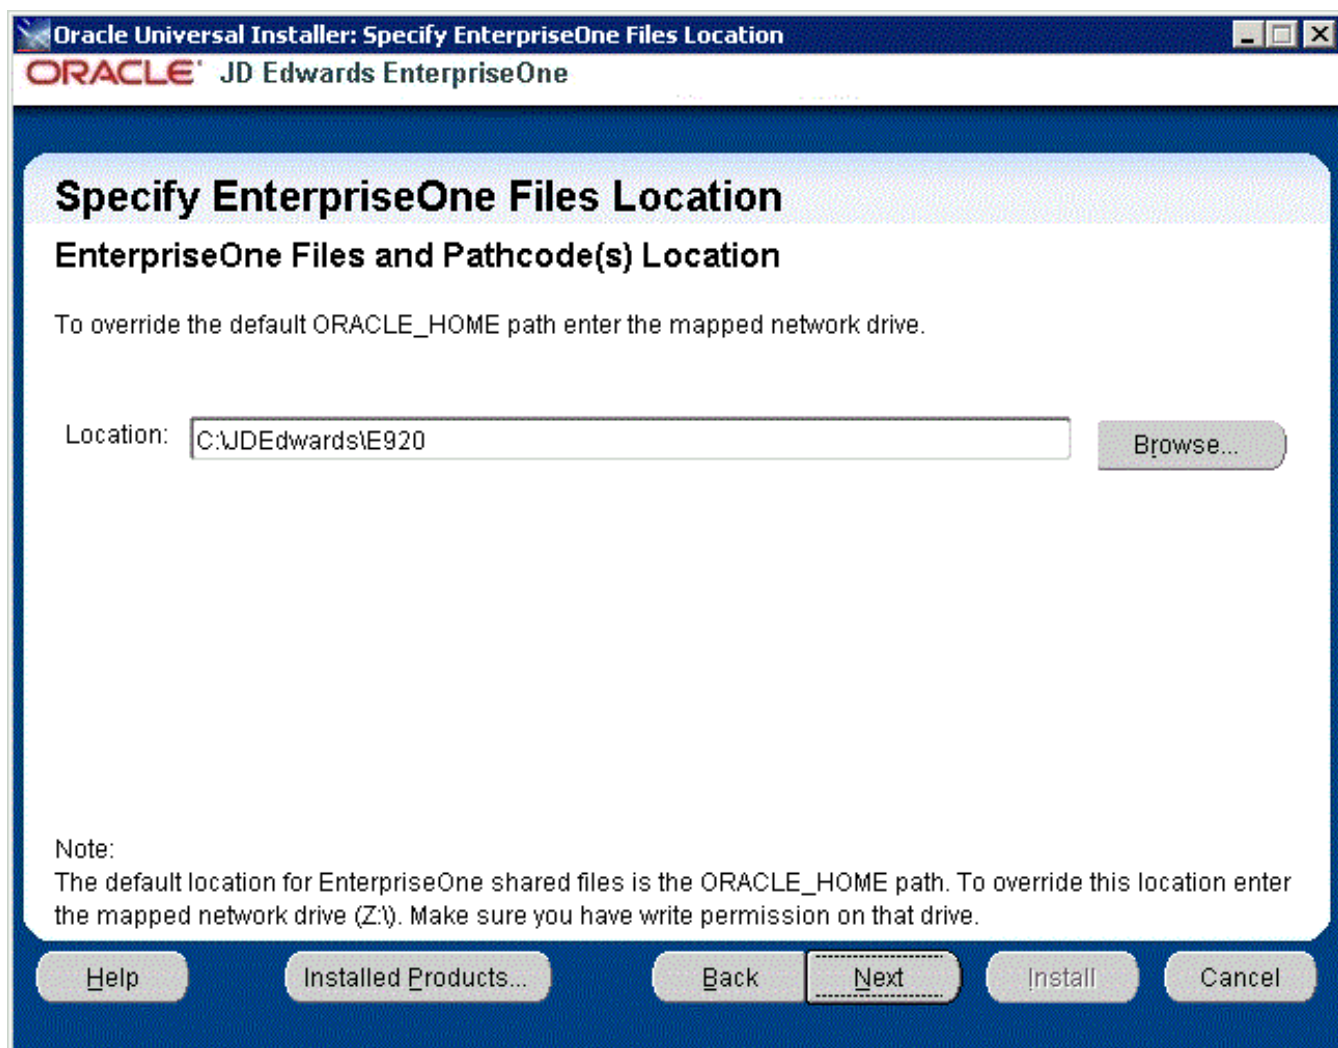 Oracle Universal Installer: Specify EnterpriseOne Files Location
ORACLE JD Edwards EnterpriseOne
Specify EnterpriseOne Files Location
EnterpriseOne Files and Pathcode(s) Location
To override the default ORACLE_HOME path enter the mapped network drive.
Location: C:\JDEdwards\E920 Browse...
Note:
The default location for EnterpriseOne shared files is the ORACLE_HOME path. To override this location enter
the mapped network drive (Z:\). Make sure you have write permission on that drive.
Help Installed Products... Back Next Install Cancel